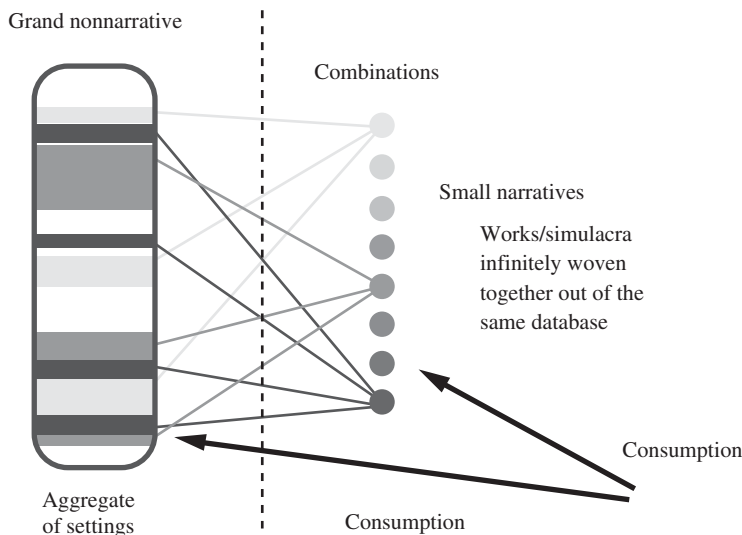 Grand nonnarrative
Combinations
Small narratives
Works/simulacra
infinitely woven
together out of the
same database
Consumption
Aggregate
of settings
Consumption